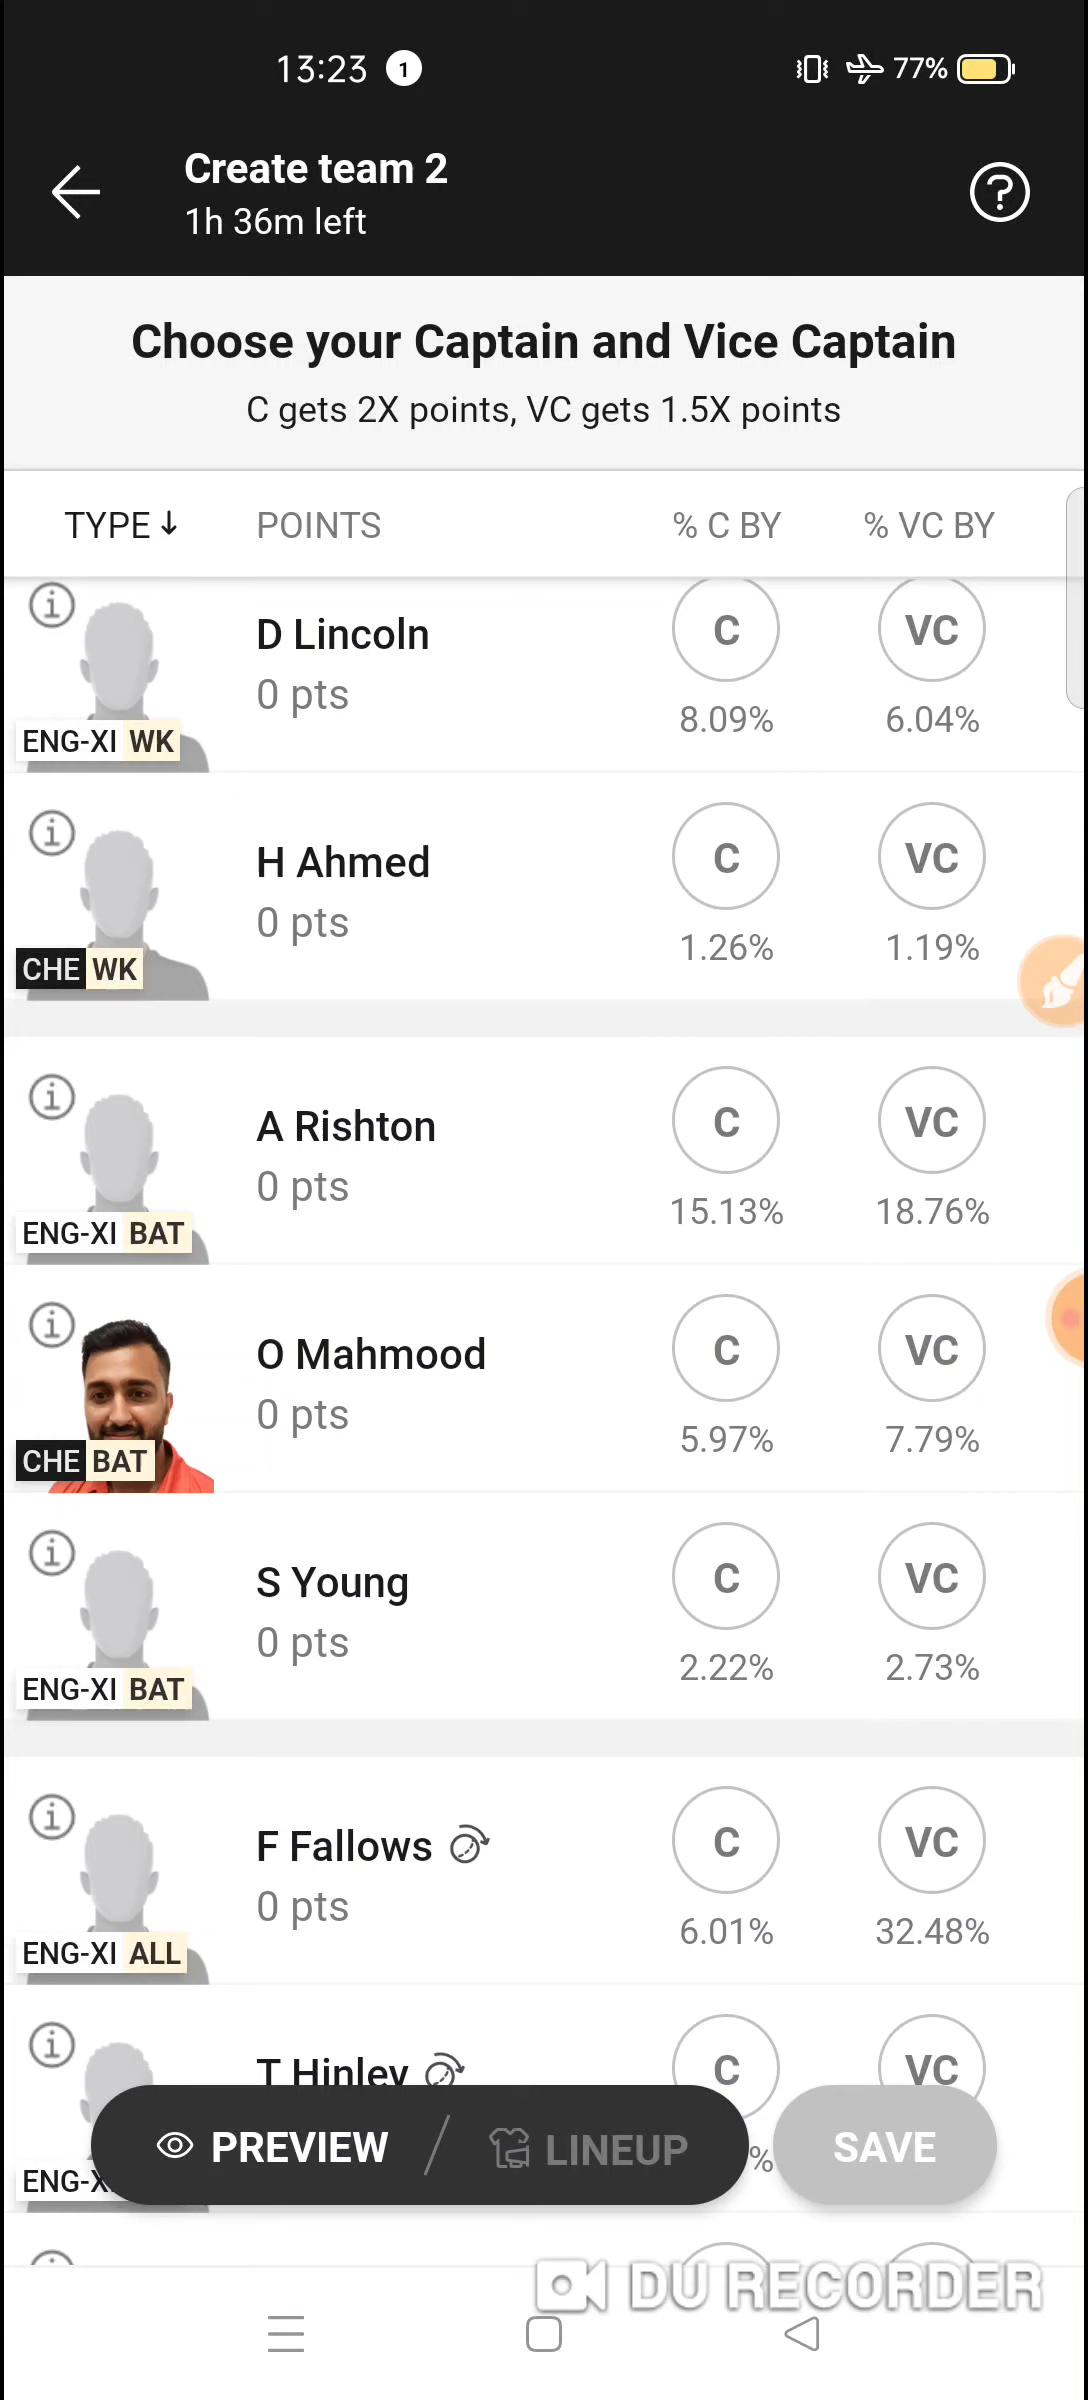 13:23 1 77%
Create team 2
1h 36m left
Choose your Captain and Vice Captain
C gets 2X points, VC gets 1.5X points
TYPE↓ POINTS % C BY % VC BY
D Lincoln C VC
0 pts
ENG-XI WK 8.09% 6.04%
H Ahmed C VC
0 pts
CHE WK 1.26% 1.19%
A Rishton C VC
0 pts
ENG-XI BAT 15.13% 18.76%
O Mahmood C VC
0 pts
CHE BAT 5.97% 7.79%
S Young C VC
0 pts
ENG-XI BAT 2.22% 2.73%
F Fallows C VC
0 pts
ENG-XI ALL 6.01% 32.48%
T Hinley C VC
PREVIEW / LINEUP % SAVE
DU RECORDER